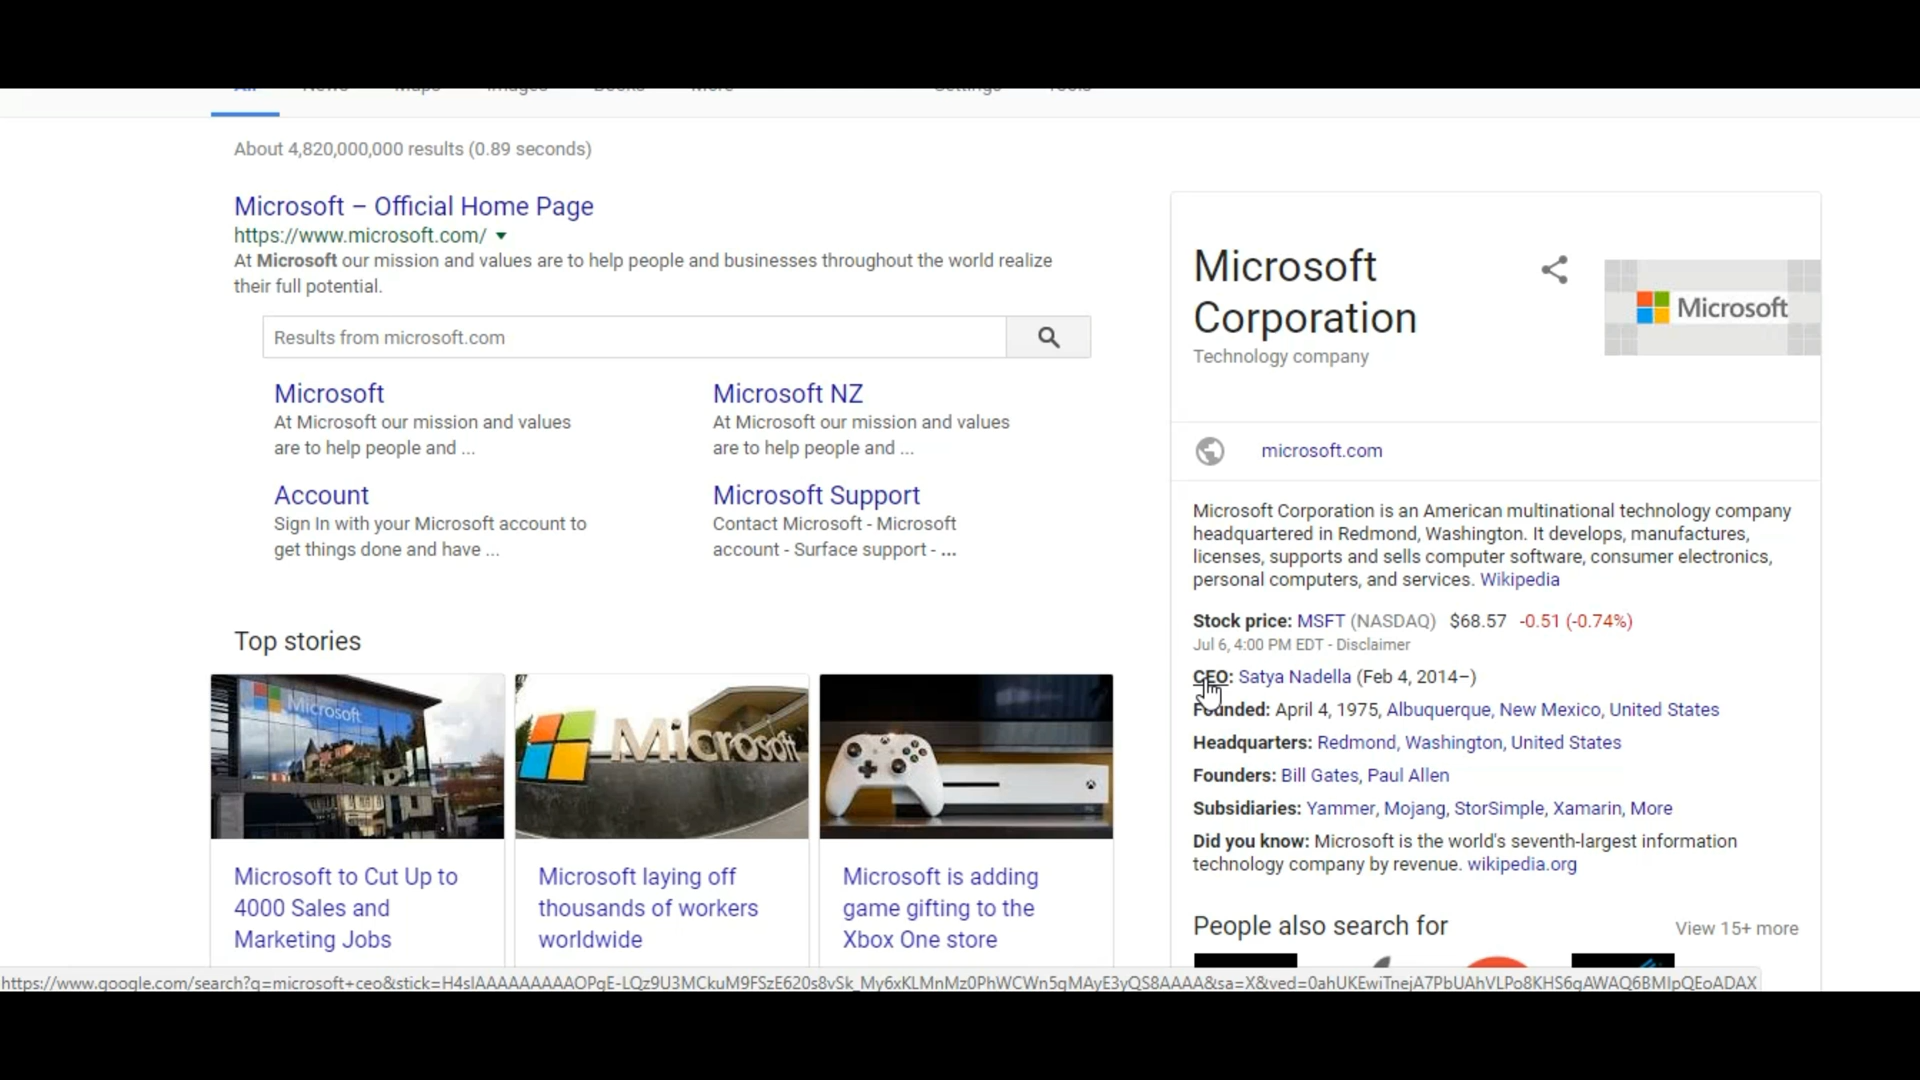 All News Maps Images Books More Settings Tools
About 4,820,000,000 results (0.89 seconds)
Microsoft – Official Home Page
https://www.microsoft.com/
At Microsoft our mission and values are to help people and businesses throughout the world realize
their full potential.
Results from microsoft.com
Microsoft
At Microsoft our mission and values
are to help people and ...
Microsoft NZ
At Microsoft our mission and values
are to help people and ...
Account
Sign In with your Microsoft account to
get things done and have ...
Microsoft Support
Contact Microsoft - Microsoft
account - Surface support - ...
Top stories
Microsoft
Microsoft
Microsoft to Cut Up to
4000 Sales and
Marketing Jobs
Microsoft laying off
thousands of workers
worldwide
Microsoft is adding
game gifting to the
Xbox One store
Microsoft
Corporation
Technology company
Microsoft
microsoft.com
Microsoft Corporation is an American multinational technology company
headquartered in Redmond, Washington. It develops, manufactures,
licenses, supports and sells computer software, consumer electronics,
personal computers, and services. Wikipedia
Stock price: MSFT (NASDAQ) $68.57 -0.51 (-0.74%)
Jul 6, 4:00 PM EDT - Disclaimer
CEO: Satya Nadella (Feb 4, 2014–)
Founded: April 4, 1975, Albuquerque, New Mexico, United States
Headquarters: Redmond, Washington, United States
Founders: Bill Gates, Paul Allen
Subsidiaries: Yammer, Mojang, StorSimple, Xamarin, More
Did you know: Microsoft is the world's seventh-largest information
technology company by revenue. wikipedia.org
People also search for
View 15+ more